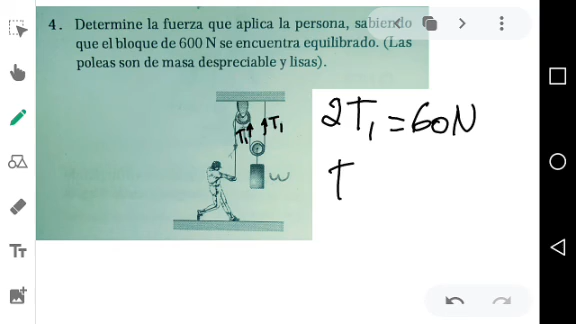 4. Determine la fuerza que aplica la persona, sabiendo
que el bloque de 600 N se encuentra equilibrado. (Las
poleas son de masa despreciable y lisas).
T₁ T₁
2T₁ = 60N
ω
T
Tт